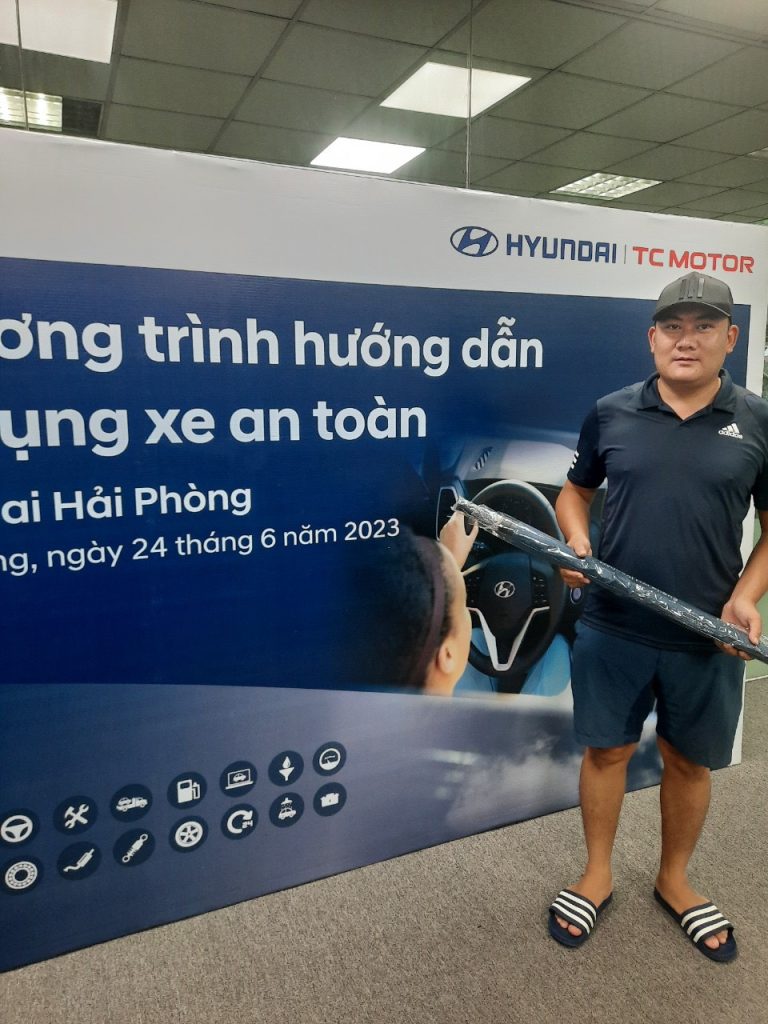 HYUNDAI | TC MOTOR
ơng trình hướng dẫn
ụng xe an toàn
ai Hải Phòng
ng, ngày 24 tháng 6 năm 2023
adidas
24